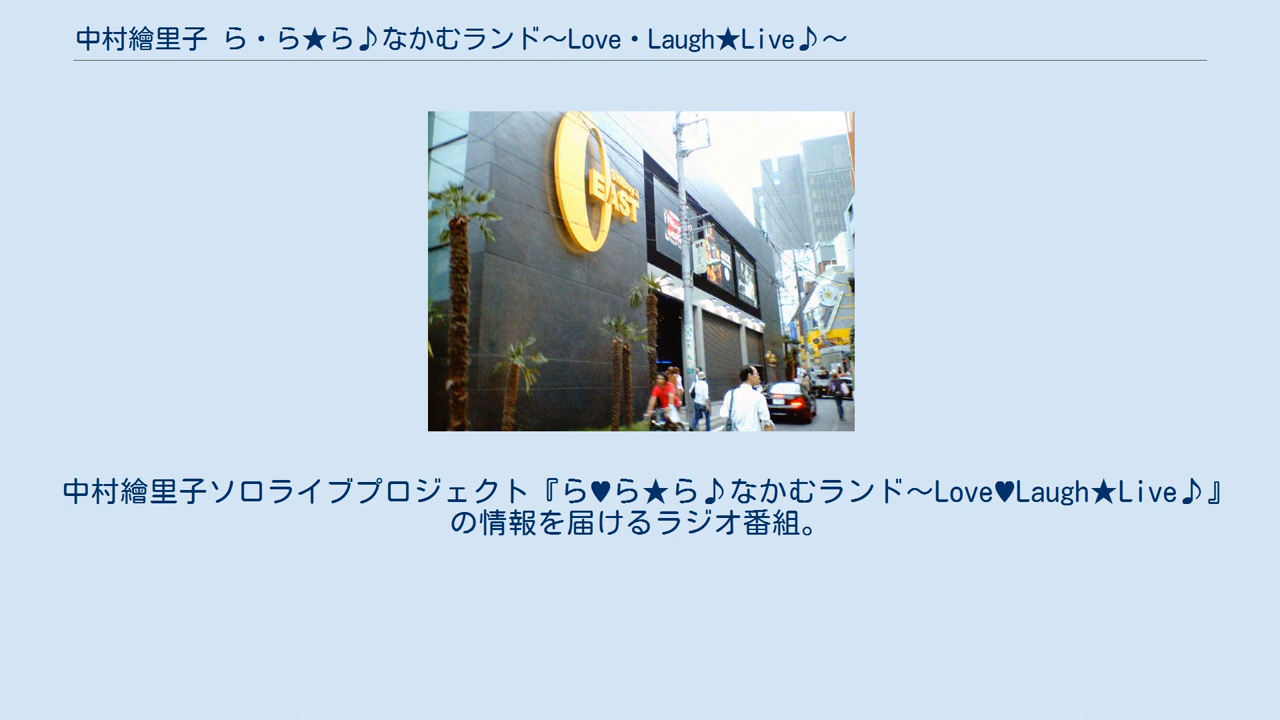 中村繪里子 ら・ら★ら♪なかむランド～Love・Laugh★Live♪～
EAST
中村繪里子ソロライブプロジェクト『ら♥ら★ら♪なかむランド～Love♥Laugh★Live♪』
の情報を届けるラジオ番組。